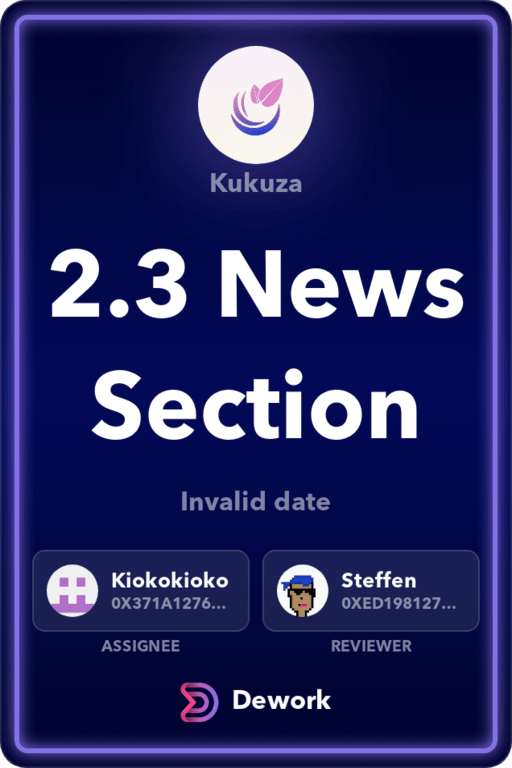 Kukuza
2.3 News
Section
Invalid date
Kiokokioko
0X371A1276...
ASSIGNEE
Steffen
0XED198127...
REVIEWER
Dework